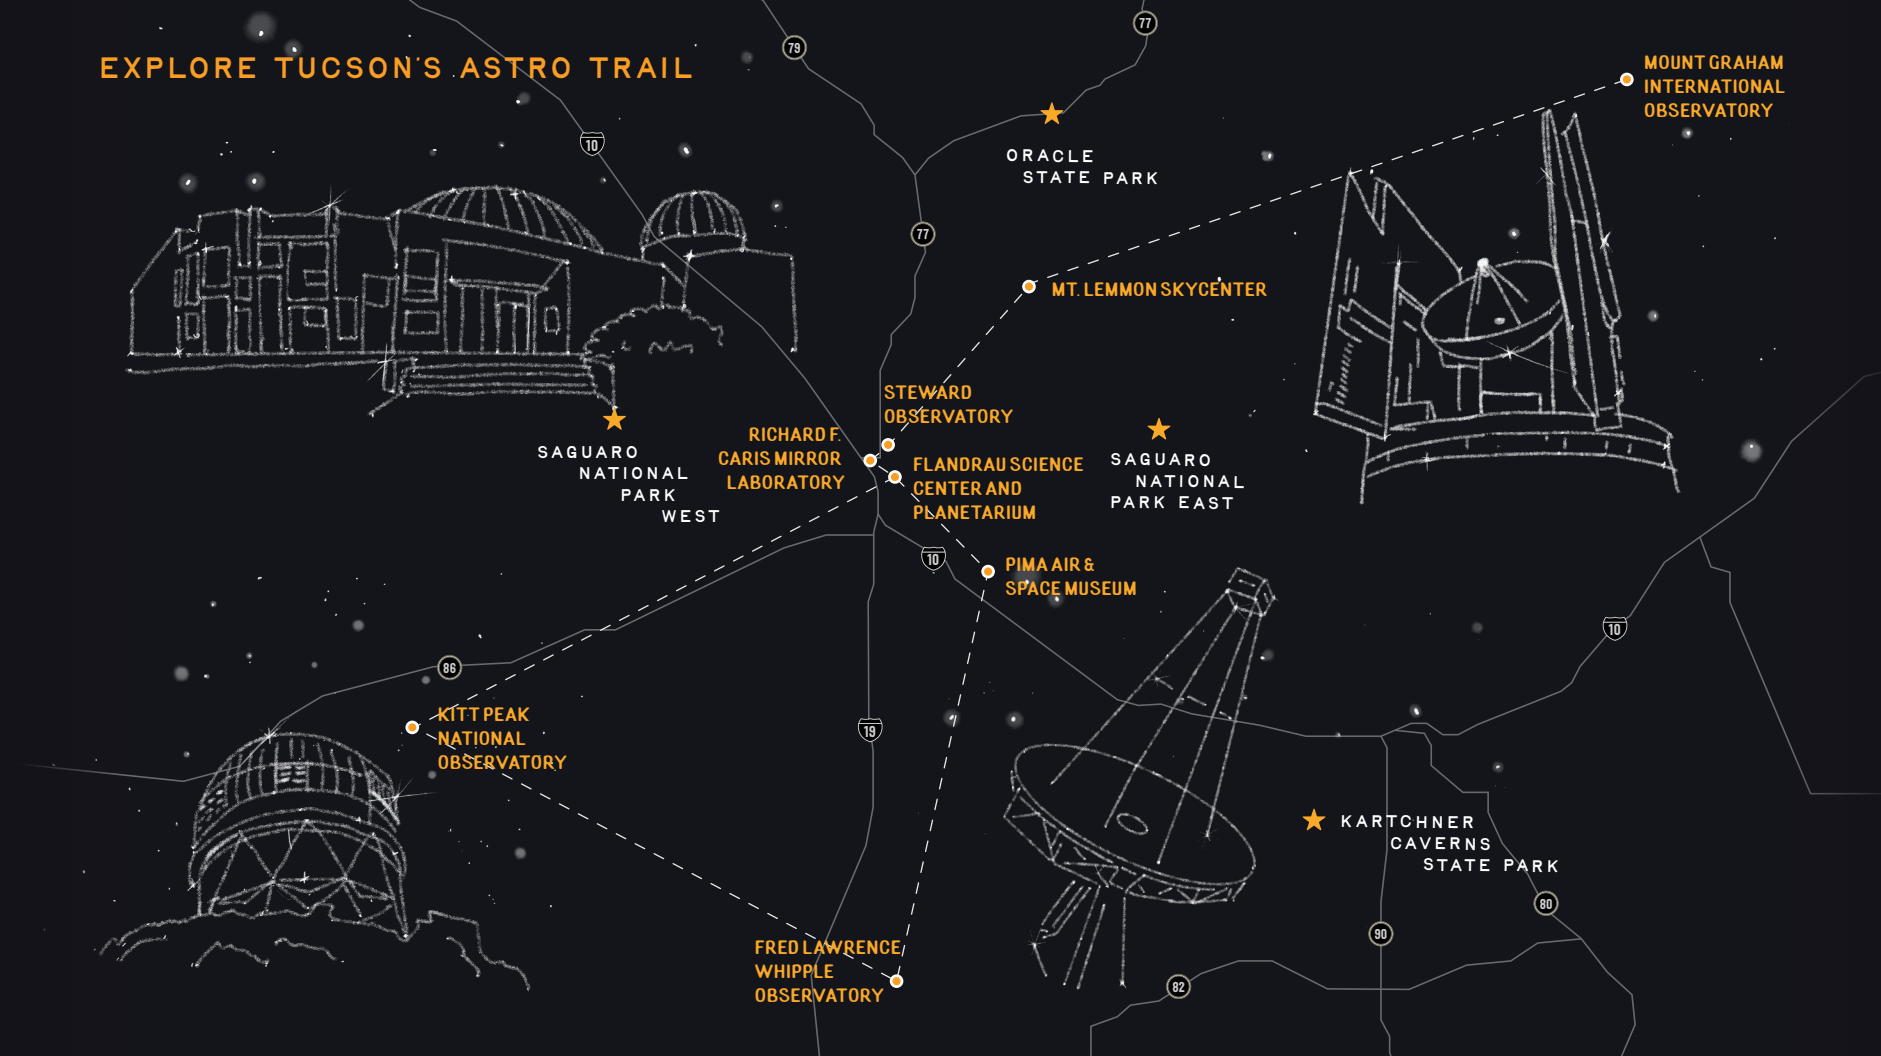 EXPLORE TUCSON'S ASTRO TRAIL
79
77
MOUNT GRAHAM
INTERNATIONAL
OBSERVATORY
10
ORACLE
STATE PARK
77
MT. LEMMON SKYCENTER
STEWARD
OBSERVATORY
RICHARD F.
CARIS MIRROR
LABORATORY
FLANDRAU SCIENCE
CENTER AND
PLANETARIUM
SAGUARO
NATIONAL
PARK
WEST
SAGUARO
NATIONAL
PARK EAST
10
PIMA AIR &
SPACE MUSEUM
10
86
KITT PEAK
NATIONAL
OBSERVATORY
19
KARTCHNER
CAVERNS
STATE PARK
80
90
FRED LAWRENCE
WHIPPLE
OBSERVATORY
82